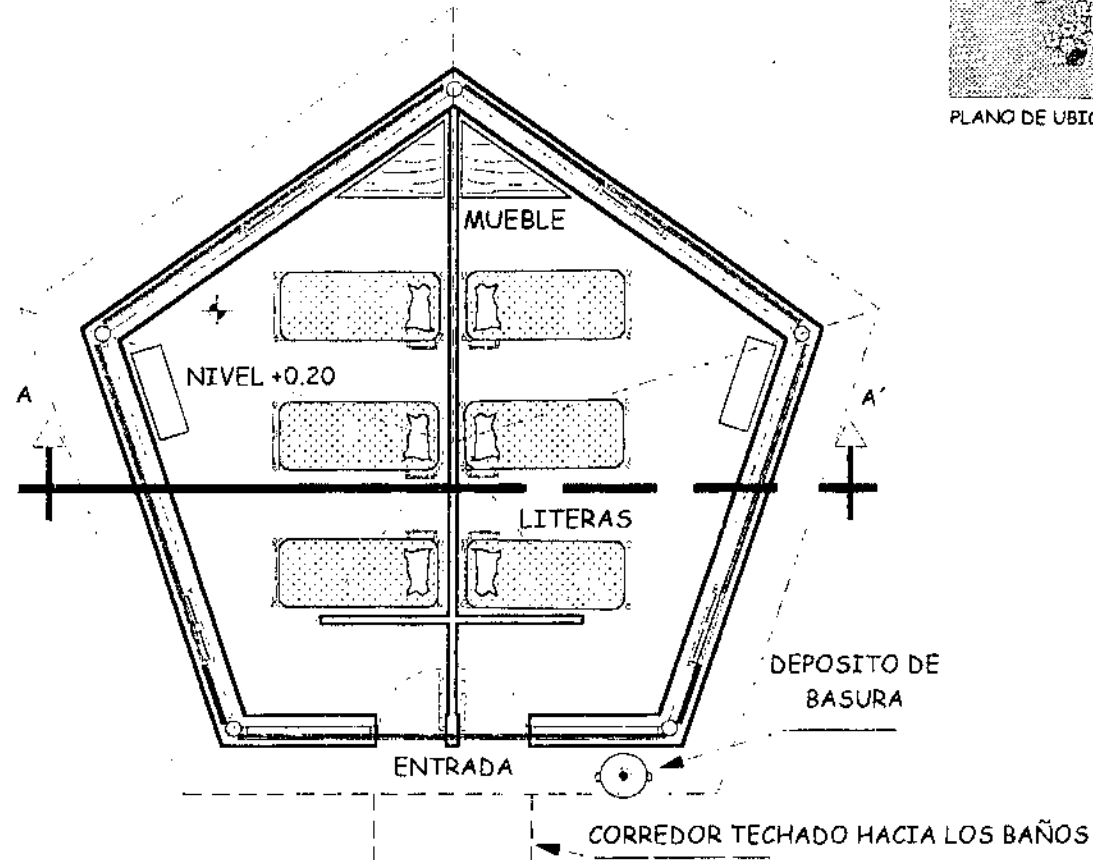 PLANO DE UBIC
MUEBLE
NIVEL +0.20
A
A´
LITERAS
DEPOSITO DE
BASURA
ENTRADA
CORREDOR TECHADO HACIA LOS BAÑOS